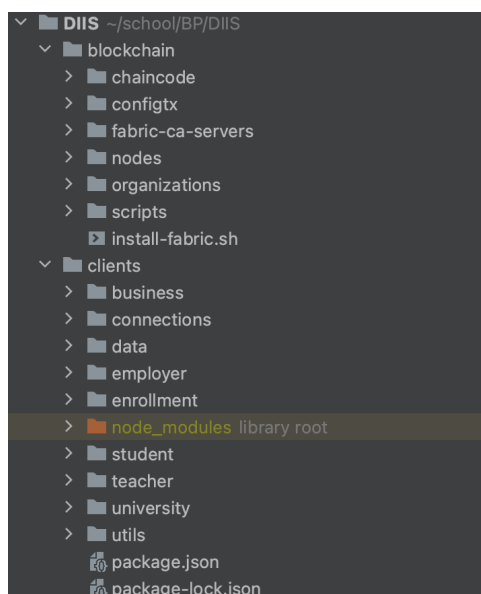 DIIS ~/school/BP/DIIS
blockchain
chaincode
configtx
fabric-ca-servers
nodes
organizations
scripts
install-fabric.sh
clients
business
connections
data
employer
enrollment
node_modules library root
student
teacher
university
utils
package.json
package-lock.json